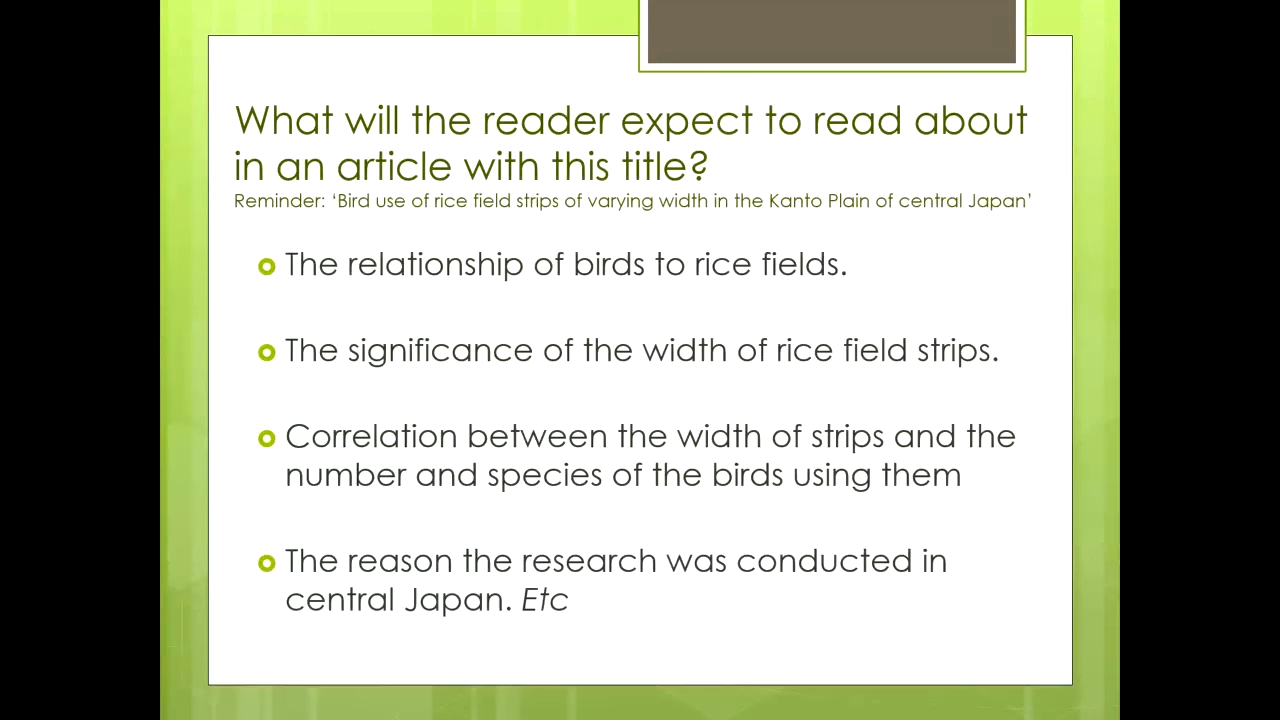 What will the reader expect to read about
in an article with this title?
Reminder: ‘Bird use of rice field strips of varying width in the Kanto Plain of central Japan’
The relationship of birds to rice fields.
The significance of the width of rice field strips.
Correlation between the width of strips and the
number and species of the birds using them
The reason the research was conducted in
central Japan. Etc